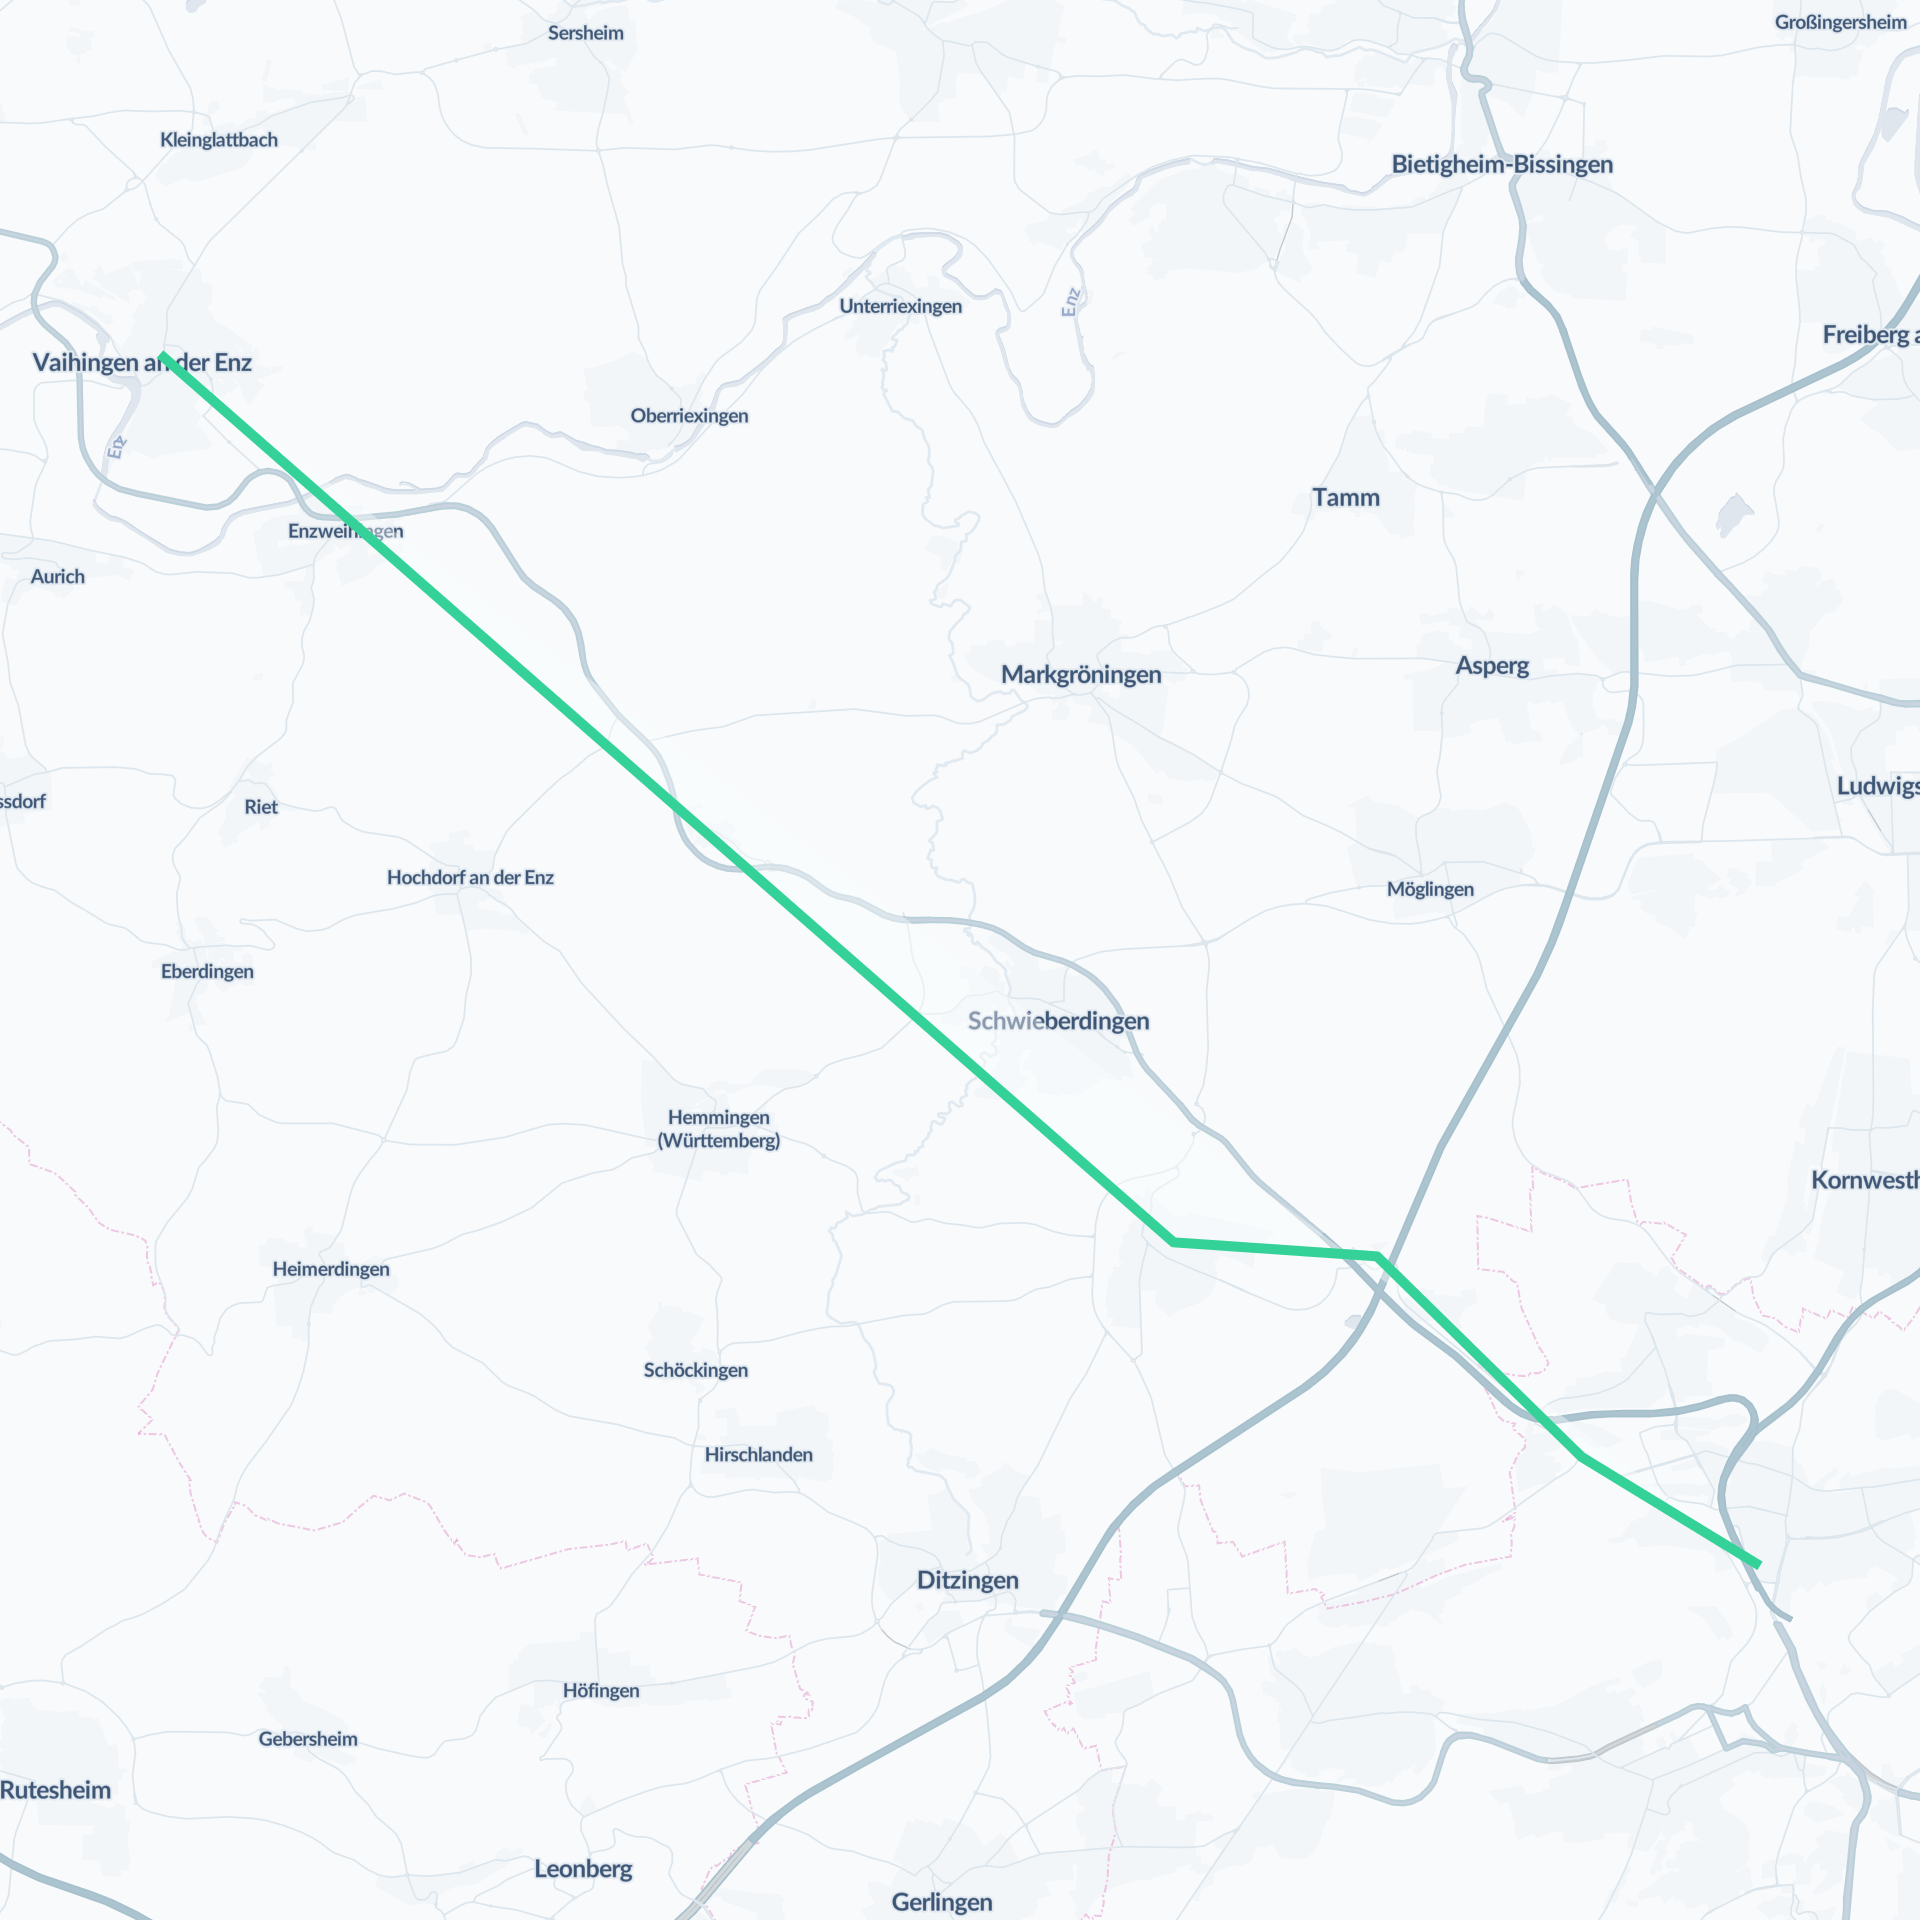 Sersheim
Großingersheim
Kleinglattbach
Bietigheim-Bissingen
Unterriexingen
Enz
Freiberg a
Vaihingen an der Enz
Oberriexingen
Enz
Tamm
Enzweihingen
Aurich
Asperg
Markgröningen
Ludwigs
ssdorf
Riet
Hochdorf an der Enz
Möglingen
Eberdingen
Schwieberdingen
Hemmingen
(Württemberg)
Kornwesth
Heimerdingen
Schöckingen
Hirschlanden
Ditzingen
Höfingen
Gebersheim
Rutesheim
Leonberg
Gerlingen